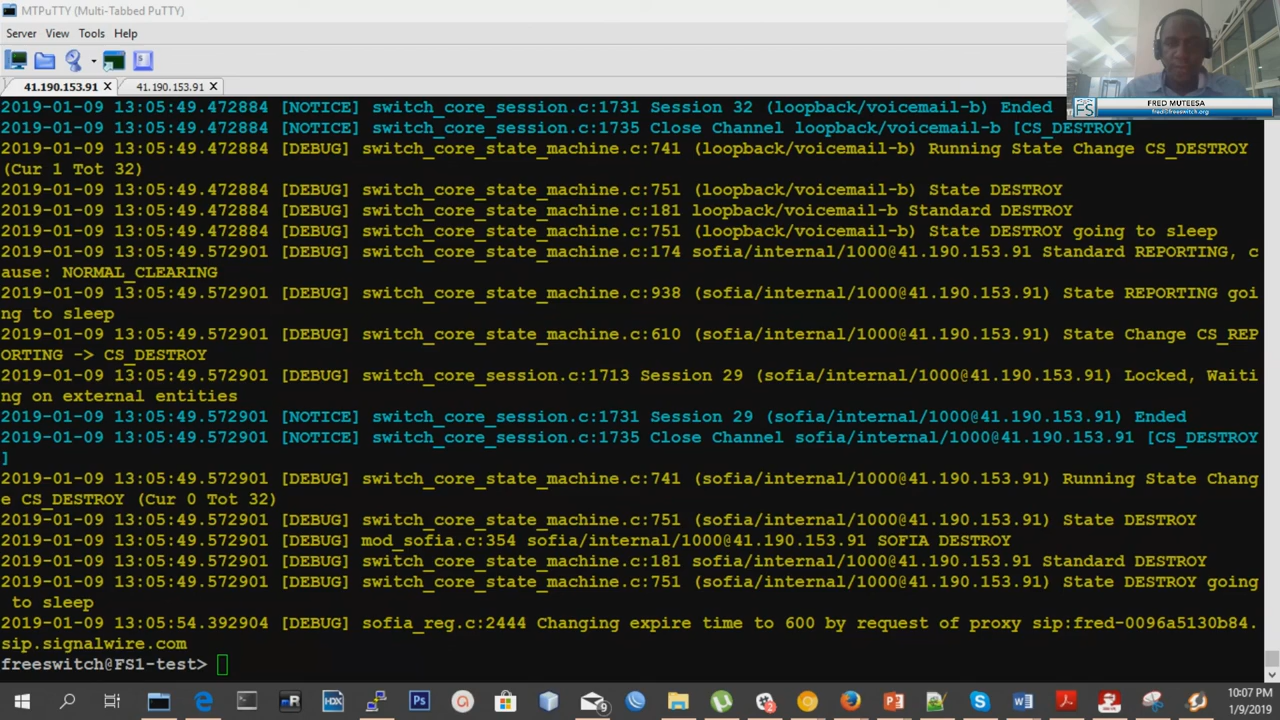 MTPuTTY (Multi-Tabbed PuTTY)
Server View Tools Help
41.190.153.91 41.190.153.91
FRED MUTEESA
fred@freeswitch.org
2019-01-09 13:05:49.472884 [NOTICE] switch_core_session.c:1731 Session 32 (loopback/voicemail-b) Ended
2019-01-09 13:05:49.472884 [NOTICE] switch_core_session.c:1735 Close Channel loopback/voicemail-b [CS_DESTROY]
2019-01-09 13:05:49.472884 [DEBUG] switch_core_state_machine.c:741 (loopback/voicemail-b) Running State Change CS_DESTROY
(Cur 1 Tot 32)
2019-01-09 13:05:49.472884 [DEBUG] switch_core_state_machine.c:751 (loopback/voicemail-b) State DESTROY
2019-01-09 13:05:49.472884 [DEBUG] switch_core_state_machine.c:181 loopback/voicemail-b Standard DESTROY
2019-01-09 13:05:49.472884 [DEBUG] switch_core_state_machine.c:751 (loopback/voicemail-b) State DESTROY going to sleep
2019-01-09 13:05:49.572901 [DEBUG] switch_core_state_machine.c:174 sofia/internal/1000@41.190.153.91 Standard REPORTING, c
ause: NORMAL_CLEARING
2019-01-09 13:05:49.572901 [DEBUG] switch_core_state_machine.c:938 (sofia/internal/1000@41.190.153.91) State REPORTING goi
ng to sleep
2019-01-09 13:05:49.572901 [DEBUG] switch_core_state_machine.c:610 (sofia/internal/1000@41.190.153.91) State Change CS_REP
ORTING -> CS_DESTROY
2019-01-09 13:05:49.572901 [DEBUG] switch_core_session.c:1713 Session 29 (sofia/internal/1000@41.190.153.91) Locked, Waiti
ng on external entities
2019-01-09 13:05:49.572901 [NOTICE] switch_core_session.c:1731 Session 29 (sofia/internal/1000@41.190.153.91) Ended
2019-01-09 13:05:49.572901 [NOTICE] switch_core_session.c:1735 Close Channel sofia/internal/1000@41.190.153.91 [CS_DESTROY
]
2019-01-09 13:05:49.572901 [DEBUG] switch_core_state_machine.c:741 (sofia/internal/1000@41.190.153.91) Running State Chang
e CS_DESTROY (Cur 0 Tot 32)
2019-01-09 13:05:49.572901 [DEBUG] switch_core_state_machine.c:751 (sofia/internal/1000@41.190.153.91) State DESTROY
2019-01-09 13:05:49.572901 [DEBUG] mod_sofia.c:354 sofia/internal/1000@41.190.153.91 SOFIA DESTROY
2019-01-09 13:05:49.572901 [DEBUG] switch_core_state_machine.c:181 sofia/internal/1000@41.190.153.91 Standard DESTROY
2019-01-09 13:05:49.572901 [DEBUG] switch_core_state_machine.c:751 (sofia/internal/1000@41.190.153.91) State DESTROY going
to sleep
2019-01-09 13:05:54.392904 [DEBUG] sofia_reg.c:2444 Changing expire time to 600 by request of proxy sip:fred-0096a5130b84.
sip.signalwire.com
freeswitch@FS1-test>
10:07 PM
1/9/2019